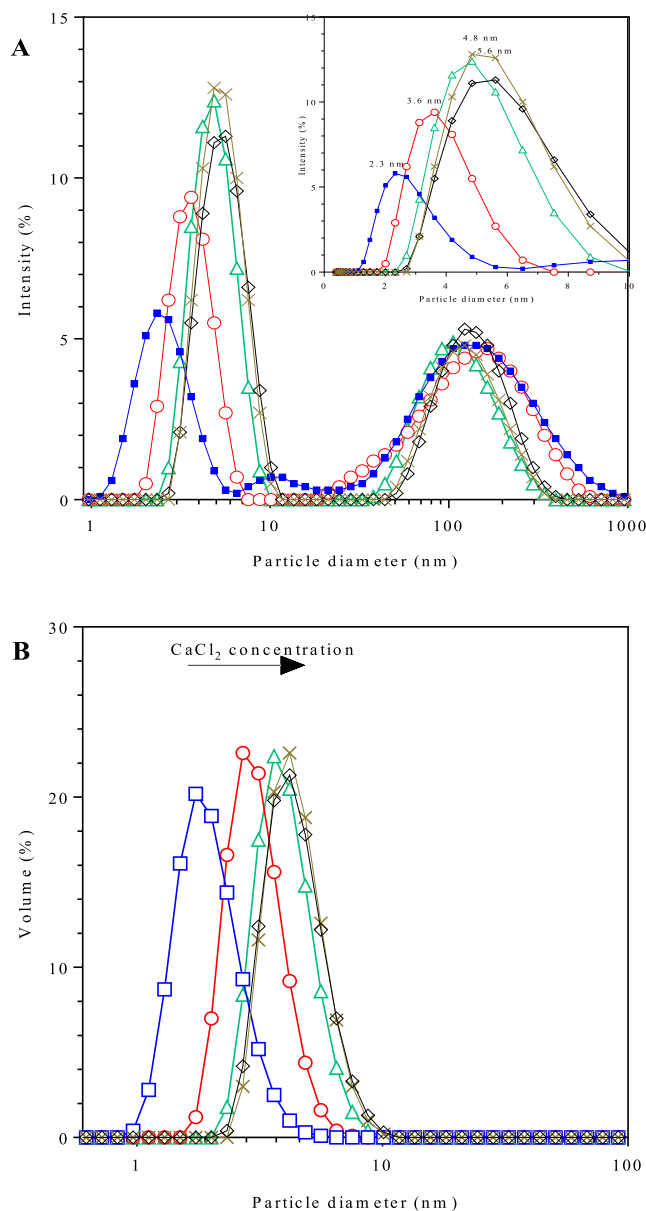 A
15
10
5
0
Intensity (%)
1
10
100
1000
Particle diameter (nm)
15
10
5
0
Intensity (%)
4.8 nm
5.6 nm
3.6 nm
2.3 nm
0
2
4
6
8
10
Particle diameter (nm)
B
30
20
10
0
Volume (%)
CaCl2 concentration
1
10
100
Particle diameter (nm)